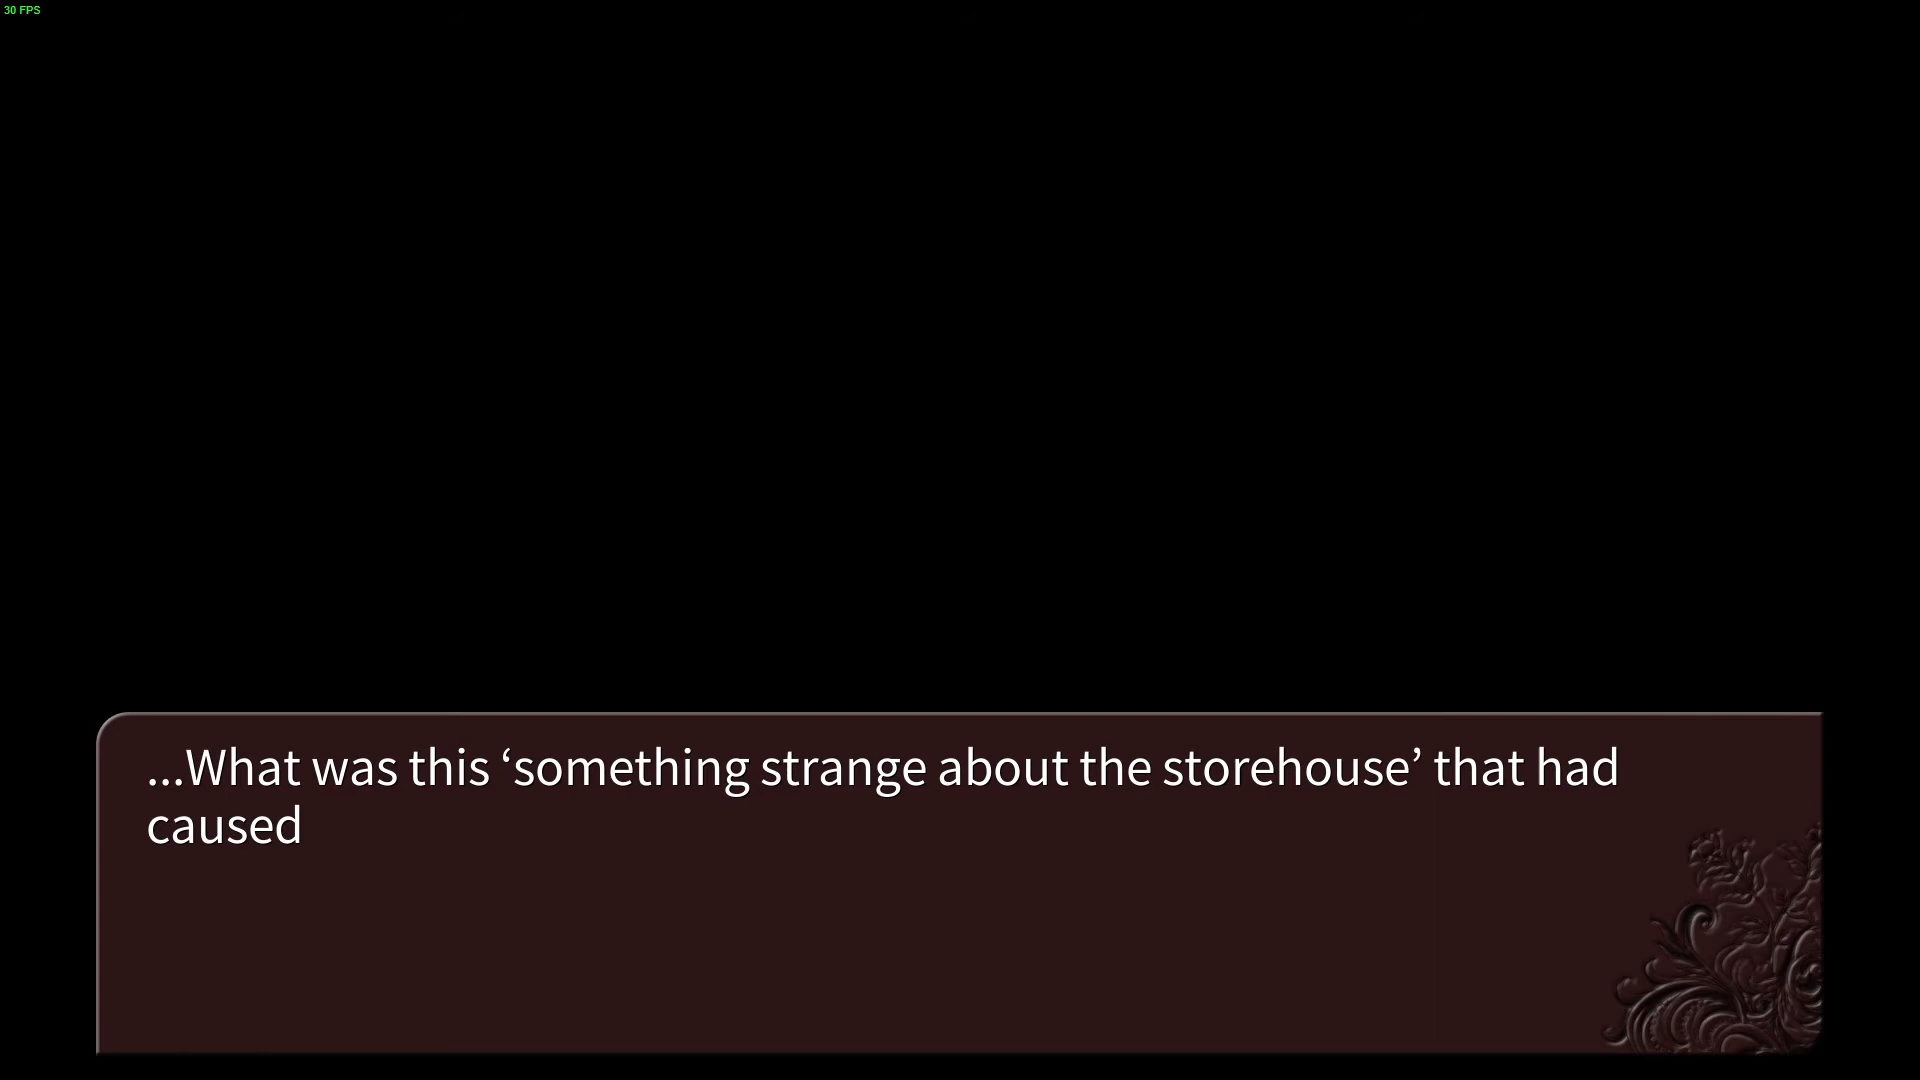 30 FPS
...What was this ‘something strange about the storehouse’ that had
caused